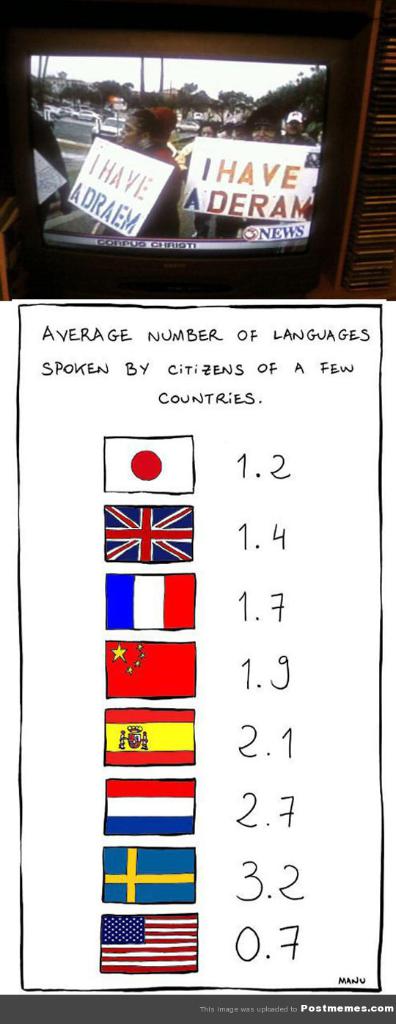 I HAVE
A DRAEM
I HAVE
A DERAM
3 NEWS
CORPUS CHRISTI
AVERAGE NUMBER OF LANGUAGES
SPOKEN BY CITIZENS OF A FEW
COUNTRIES.
1.2
1.4
1.7
1.9
2.1
2.7
3.2
0.7
MANU
This image was uploaded to Postmemes.com